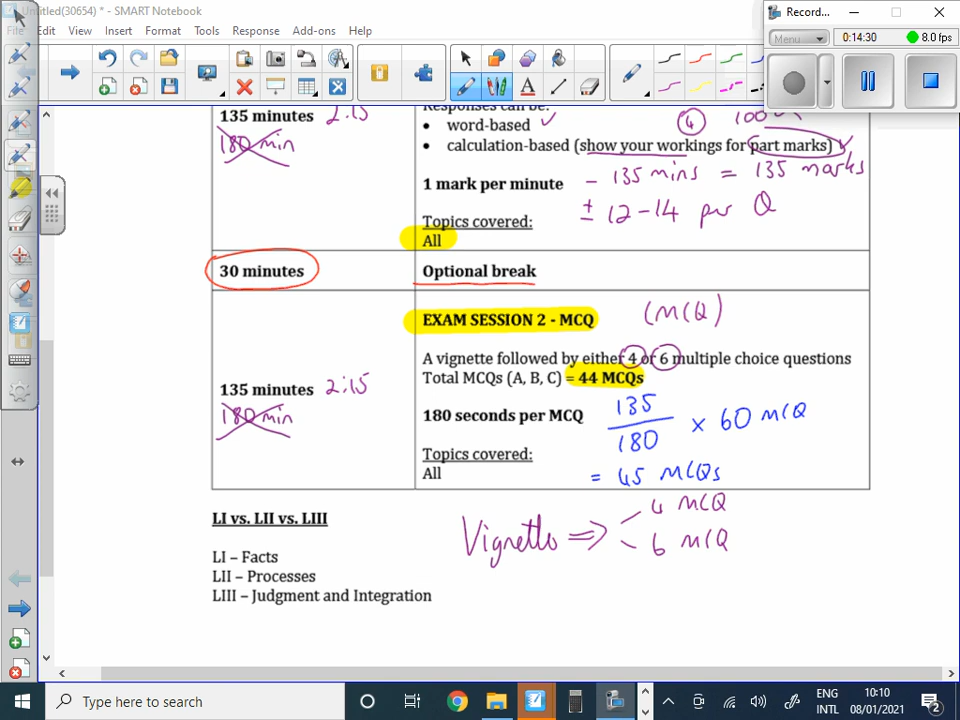 Untitled(30654) * - SMART Notebook
File Edit View Insert Format Tools Response Add-ons Help
Record...
Menu 0:14:30 8.0 fps
135 minutes 2:15
180 min
Responses can be:
• word-based
• calculation-based (show your workings for part marks)
4
1 mark per minute
- 135 mins = 135 marks
± 12-14 per Q
Topics covered:
All
30 minutes
Optional break
EXAM SESSION 2 - MCQ (MCQ)
A vignette followed by either 4 or 6 multiple choice questions
Total MCQs (A, B, C) = 44 MCQs
135 minutes 2:15
180 min
180 seconds per MCQ
135
180 × 60 MCQ
= 45 MCQs
Topics covered:
All
LI vs. LII vs. LIII
Vignette ⇒ < 4 MCQ
6 MCQ
LI – Facts
LII – Processes
LIII – Judgment and Integration
Type here to search
ENG
INTL
10:10
08/01/2021
2